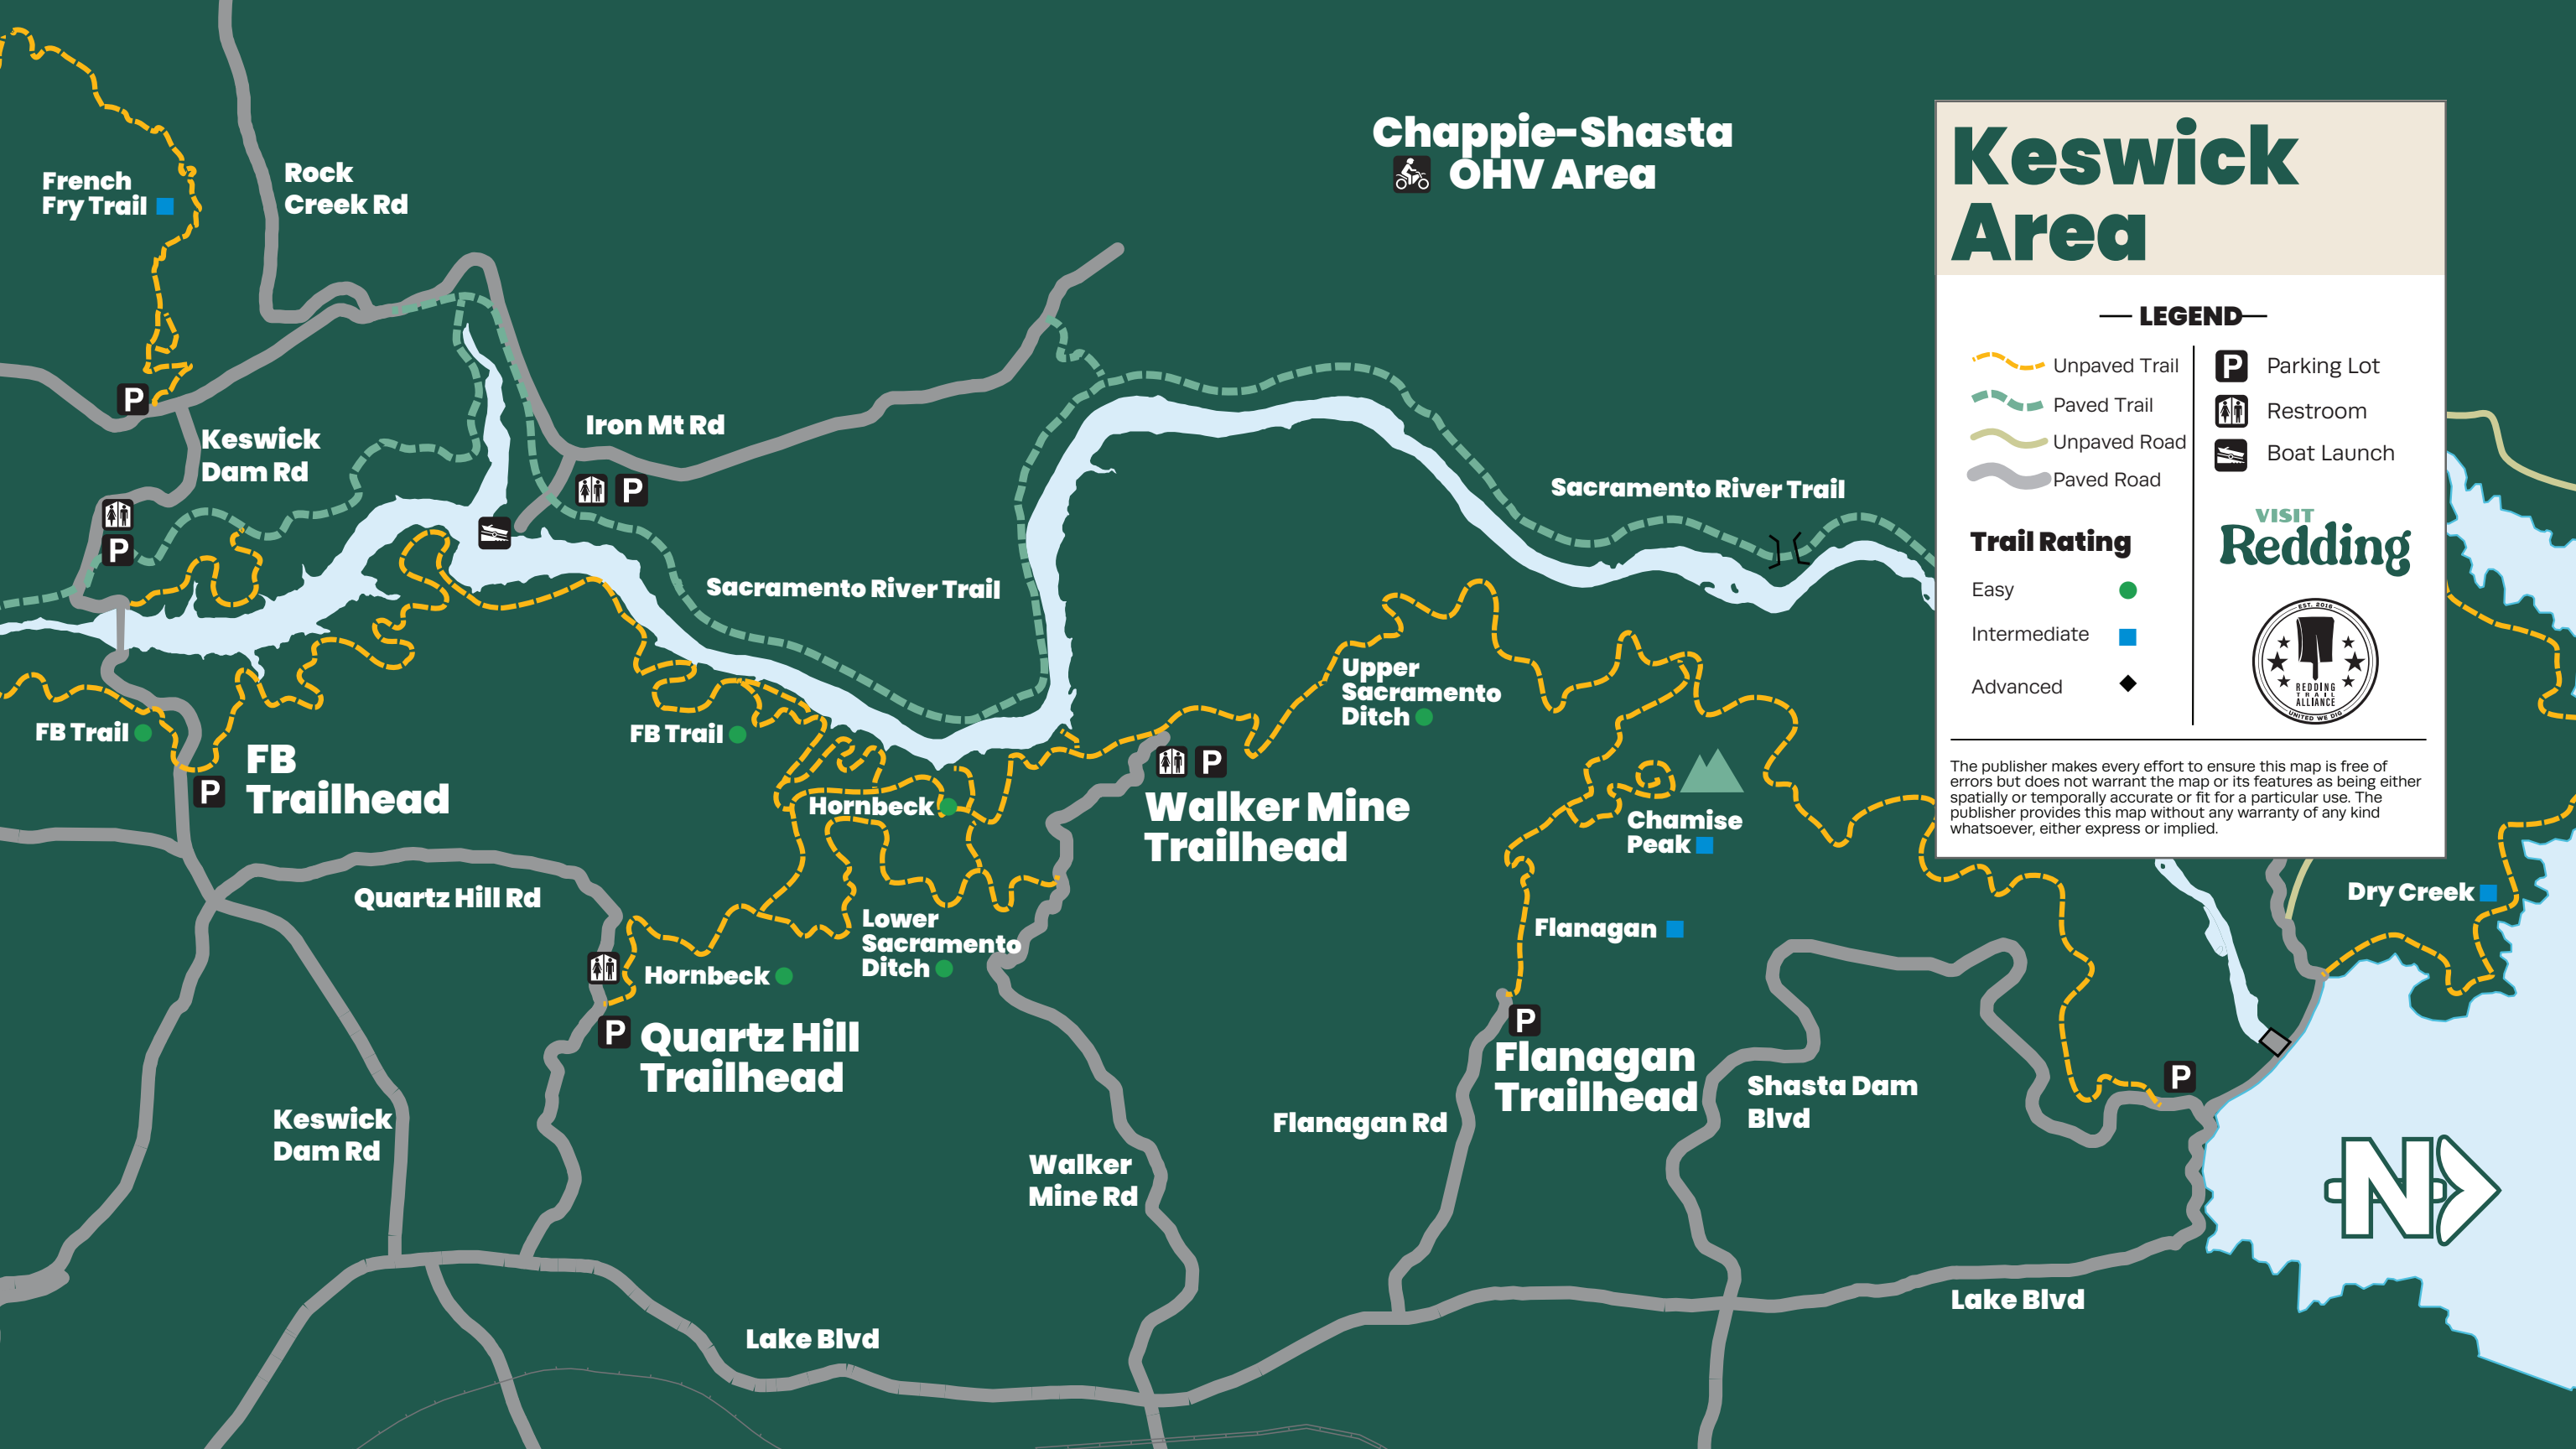 Chappie-Shasta
OHV Area
Keswick
Area
LEGEND
Unpaved Trail
Paved Trail
Unpaved Road
Paved Road
P
Parking Lot
Restroom
Boat Launch
Trail Rating
Easy
Intermediate
Advanced
VISIT
Redding
EST. 2016
REDDING
TRAIL
ALLIANCE
UNITED WE DIG
The publisher makes every effort to ensure this map is free of
errors but does not warrant the map or its features as being either
spatially or temporally accurate or fit for a particular use. The
publisher provides this map without any warranty of any kind
whatsoever, either express or implied.
French
Fry Trail
Rock
Creek Rd
P
Keswick
Dam Rd
Iron Mt Rd
P
P
Sacramento River Trail
Sacramento River Trail
FB Trail
FB
Trailhead
P
FB Trail
Hornbeck
P
Walker Mine
Trailhead
Upper
Sacramento
Ditch
Chamise
Peak
Quartz Hill Rd
Lower
Sacramento
Ditch
Hornbeck
P
Quartz Hill
Trailhead
Flanagan
P
Flanagan
Trailhead
Dry Creek
P
Shasta Dam
Blvd
Flanagan Rd
Keswick
Dam Rd
Walker
Mine Rd
N
Lake Blvd
Lake Blvd